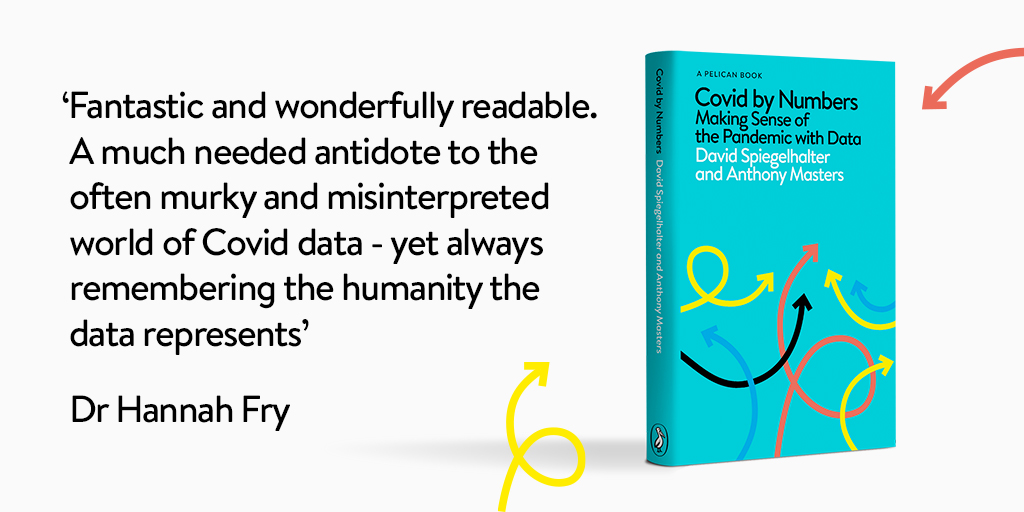 ‘Fantastic and wonderfully readable.
A much needed antidote to the
often murky and misinterpreted
world of Covid data - yet always
remembering the humanity the
data represents’
Dr Hannah Fry
Covid by Numbers David Spiegelhalter and Anthony Masters
A PELICAN BOOK
Covid by Numbers
Making Sense of
the Pandemic with Data
David Spiegelhalter
and Anthony Masters